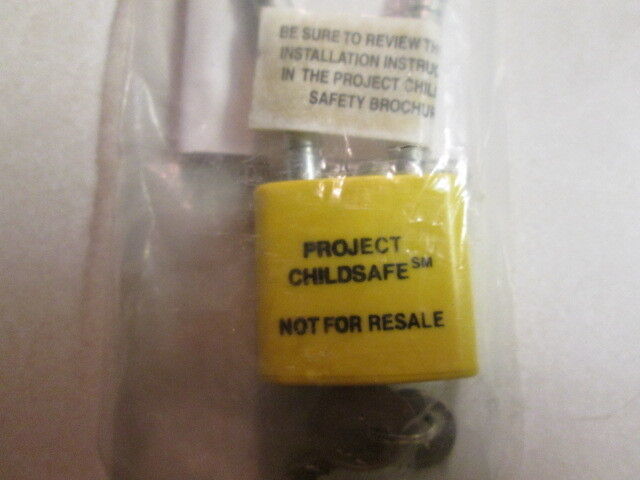 BE SURE TO REVIEW
INSTALLATION
IN THE PROJECT
SAFETY
PROJECT
CHILDSAFE SM
NOT FOR RESALE